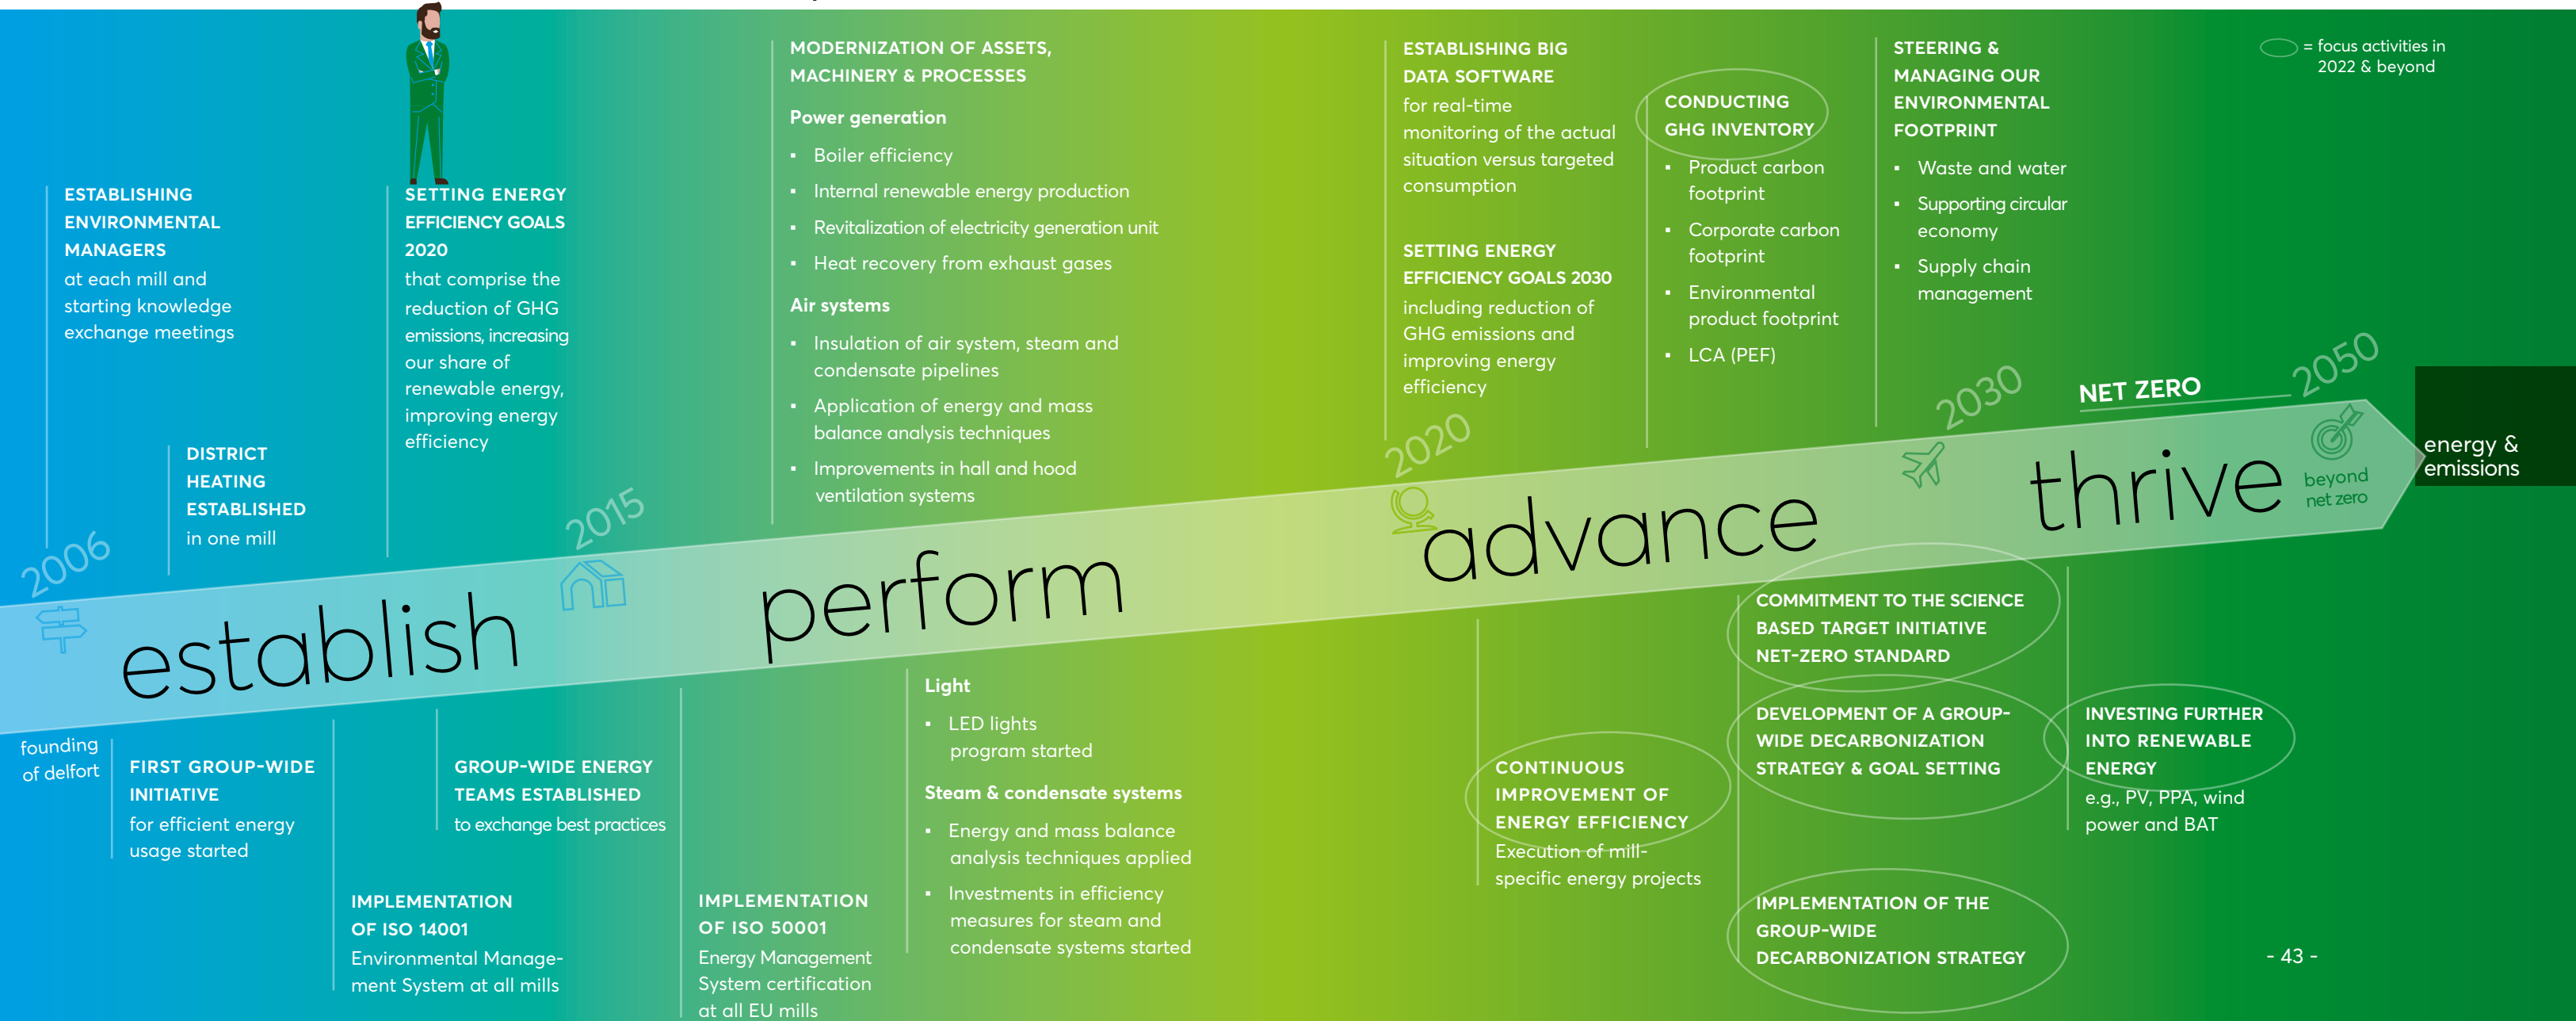 ESTABLISHING
ENVIRONMENTAL
MANAGERS
at each mill and
starting knowledge
exchange meetings
DISTRICT
HEATING
ESTABLISHED
in one mill
SETTING ENERGY
EFFICIENCY GOALS
2020
that comprise the
reduction of GHG
emissions, increasing
our share of
renewable energy,
improving energy
efficiency
MODERNIZATION OF ASSETS,
MACHINERY & PROCESSES
Power generation
▪ Boiler efficiency
▪ Internal renewable energy production
▪ Revitalization of electricity generation unit
▪ Heat recovery from exhaust gases
Air systems
▪ Insulation of air system, steam and
condensate pipelines
▪ Application of energy and mass
balance analysis techniques
▪ Improvements in hall and hood
ventilation systems
ESTABLISHING BIG
DATA SOFTWARE
for real-time
monitoring of the actual
situation versus targeted
consumption
SETTING ENERGY
EFFICIENCY GOALS 2030
including reduction of
GHG emissions and
improving energy
efficiency
CONDUCTING
GHG INVENTORY
▪ Product carbon
footprint
▪ Corporate carbon
footprint
▪ Environmental
product footprint
▪ LCA (PEF)
STEERING &
MANAGING OUR
ENVIRONMENTAL
FOOTPRINT
▪ Waste and water
▪ Supporting circular
economy
▪ Supply chain
management
= focus activities in
2022 & beyond
2006
2015
2020
2030
NET ZERO
2050
establish
perform
advance
thrive
beyond
net zero
energy &
emissions
founding
of delfort
FIRST GROUP-WIDE
INITIATIVE
for efficient energy
usage started
IMPLEMENTATION
OF ISO 14001
Environmental Manage-
ment System at all mills
GROUP-WIDE ENERGY
TEAMS ESTABLISHED
to exchange best practices
IMPLEMENTATION
OF ISO 50001
Energy Management
System certification
at all EU mills
Light
▪ LED lights
program started
Steam & condensate systems
▪ Energy and mass balance
analysis techniques applied
▪ Investments in efficiency
measures for steam and
condensate systems started
CONTINUOUS
IMPROVEMENT OF
ENERGY EFFICIENCY
Execution of mill-
specific energy projects
COMMITMENT TO THE SCIENCE
BASED TARGET INITIATIVE
NET-ZERO STANDARD
DEVELOPMENT OF A GROUP-
WIDE DECARBONIZATION
STRATEGY & GOAL SETTING
IMPLEMENTATION OF THE
GROUP-WIDE
DECARBONIZATION STRATEGY
INVESTING FURTHER
INTO RENEWABLE
ENERGY
e.g., PV, PPA, wind
power and BAT
- 43 -